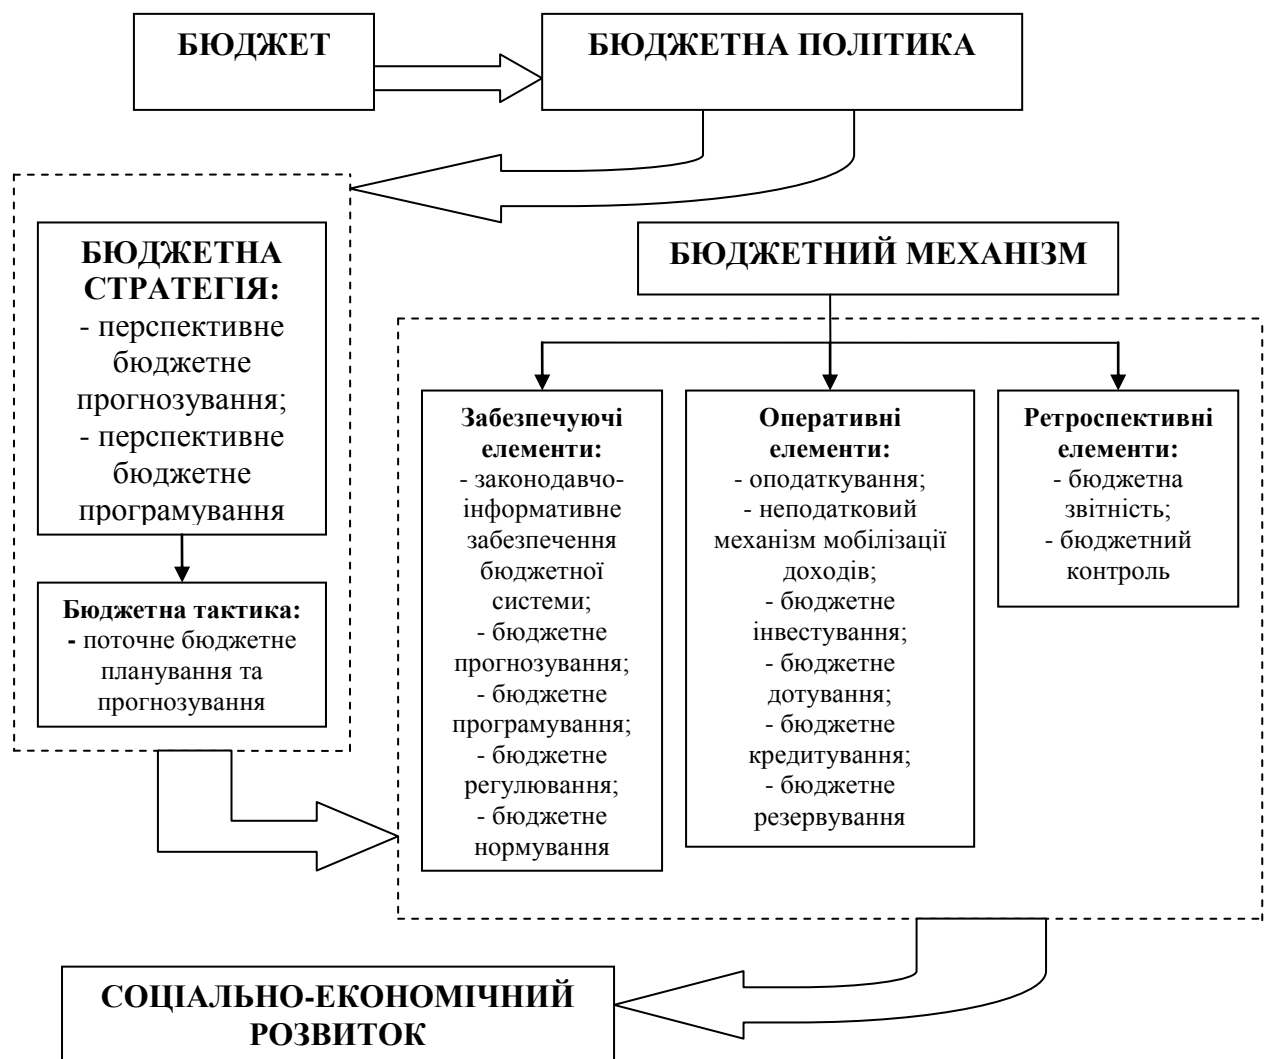 БЮДЖЕТ
БЮДЖЕТНА ПОЛІТИКА
БЮДЖЕТНА
СТРАТЕГІЯ:
- перспективне
бюджетне
прогнозування;
- перспективне
бюджетне
програмування
Бюджетна тактика:
- поточне бюджетне
планування та
прогнозування
БЮДЖЕТНИЙ МЕХАНІЗМ
Забезпечуючі
елементи:
- законодавчо-
інформативне
забезпечення
бюджетної
системи;
- бюджетне
прогнозування;
- бюджетне
програмування;
- бюджетне
регулювання;
- бюджетне
нормування
Оперативні
елементи:
- оподаткування;
- неподатковий
механізм мобілізації
доходів;
- бюджетне
інвестування;
- бюджетне
дотування;
- бюджетне
кредитування;
- бюджетне
резервування
Ретроспективні
елементи:
- бюджетна
звітність;
- бюджетний
контроль
СОЦІАЛЬНО-ЕКОНОМІЧНИЙ
РОЗВИТОК